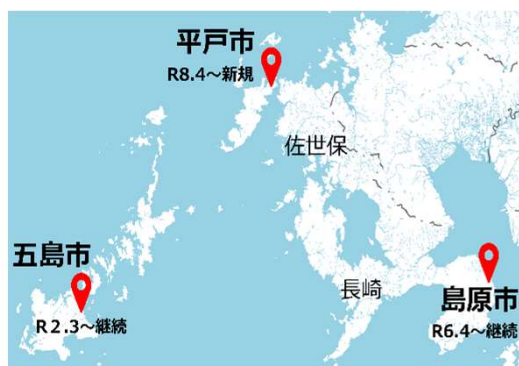 平戸市
R8.4~新規
佐世保
五島市
R2.3~継続
長崎
島原市
R6.4~継続